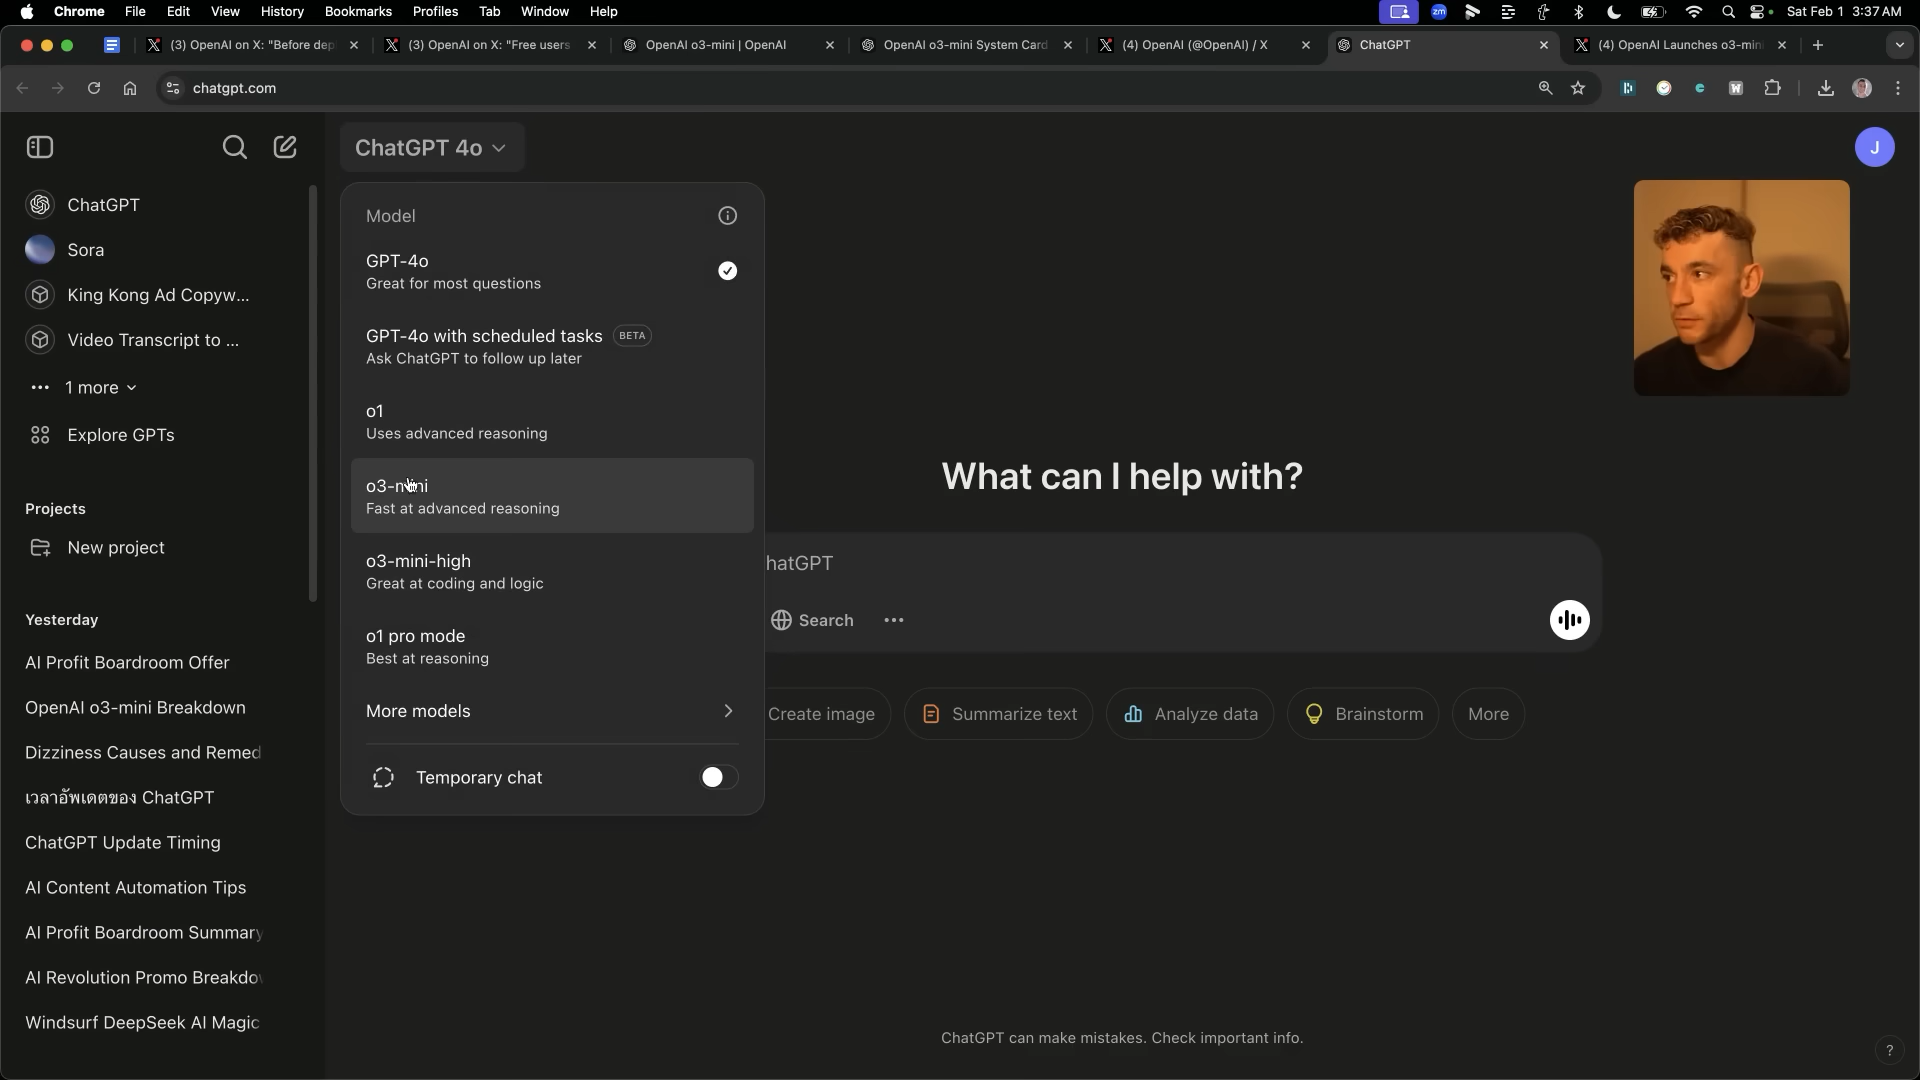 Chrome File Edit View History Bookmarks Profiles Tab Window Help
zm
Sat Feb 1 3:37 AM
(3) OpenAI on X: "Before dep
(3) OpenAI on X: "Free users
OpenAI o3-mini | OpenAI
OpenAI o3-mini System Card
(4) OpenAI (@OpenAI) / X
ChatGPT
(4) OpenAI Launches o3-mini
chatgpt.com
ChatGPT 4o
J
ChatGPT
Sora
King Kong Ad Copyw...
Video Transcript to ...
1 more
Explore GPTs
Projects
New project
Yesterday
AI Profit Boardroom Offer
OpenAI o3-mini Breakdown
Dizziness Causes and Remed
เวลาอัพเดตของ ChatGPT
ChatGPT Update Timing
AI Content Automation Tips
AI Profit Boardroom Summary
AI Revolution Promo Breakdow
Windsurf DeepSeek AI Magic
Model
GPT-4o
Great for most questions
GPT-4o with scheduled tasks BETA
Ask ChatGPT to follow up later
o1
Uses advanced reasoning
o3-mini
Fast at advanced reasoning
o3-mini-high
Great at coding and logic
o1 pro mode
Best at reasoning
More models
Temporary chat
What can I help with?
hatGPT
Search
Create image
Summarize text
Analyze data
Brainstorm
More
ChatGPT can make mistakes. Check important info.
?